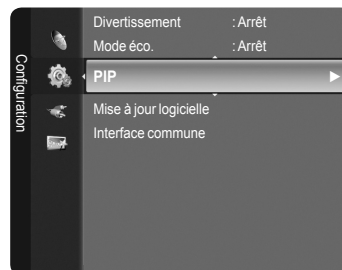 Configuration
Divertissement : Arrêt
Mode éco. : Arrêt
PIP
Mise à jour logicielle
Interface commune